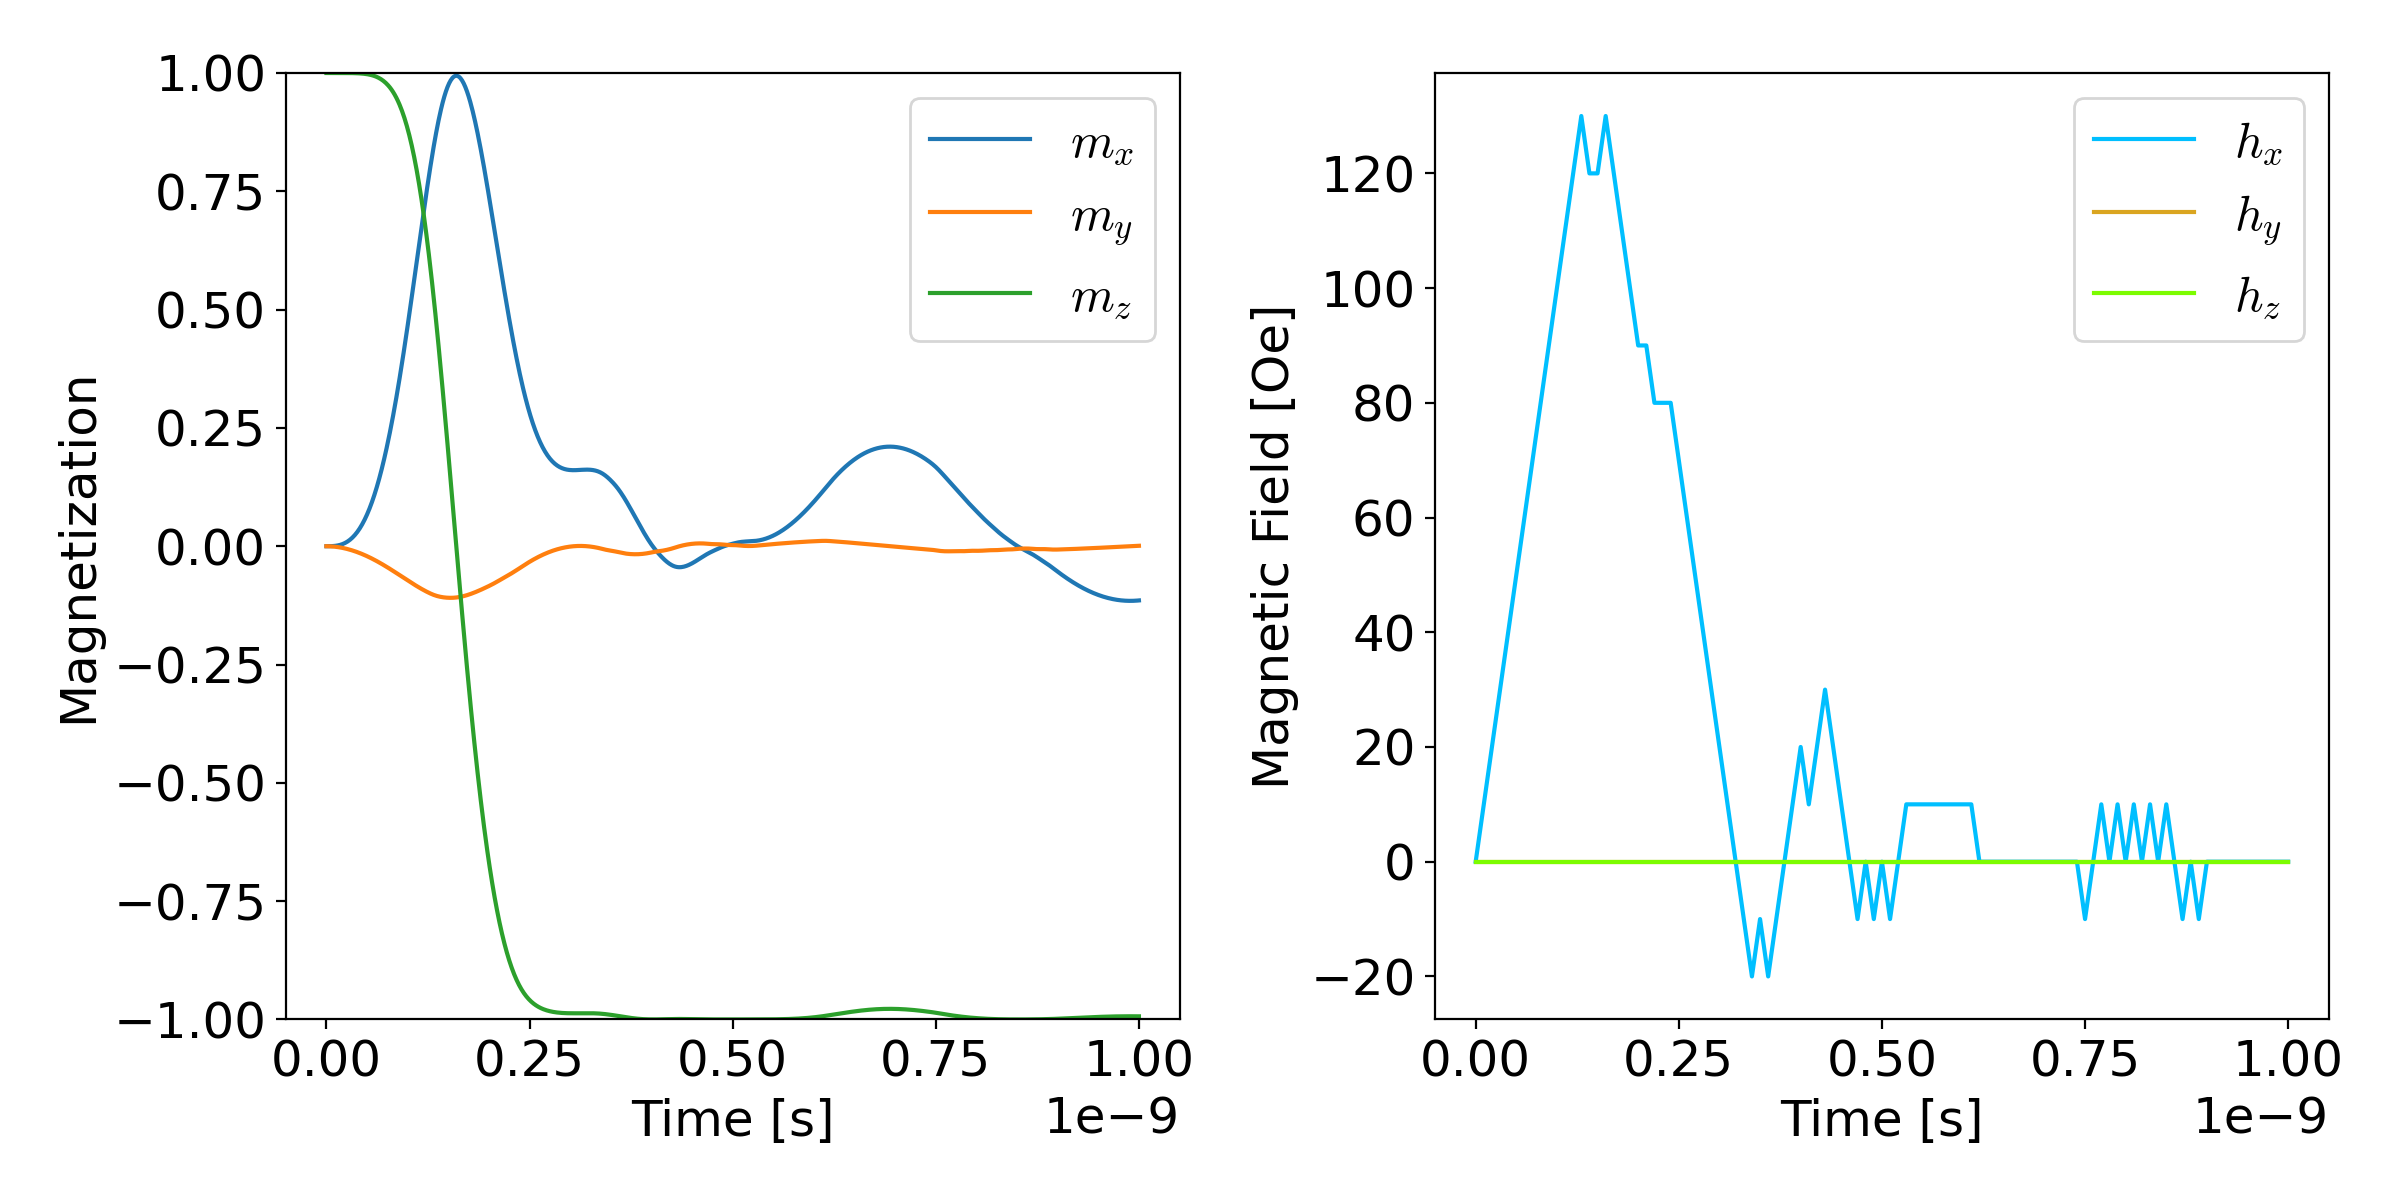 1.00
0.75
0.50
0.25
0.00
−0.25
−0.50
−0.75
−1.00
Magnetization
0.00 0.25 0.50 0.75 1.00
Time [s]
1e−9
m_x
m_y
m_z
120
100
80
60
40
20
0
−20
Magnetic Field [Oe]
0.00 0.25 0.50 0.75 1.00
Time [s]
1e−9
h_x
h_y
h_z